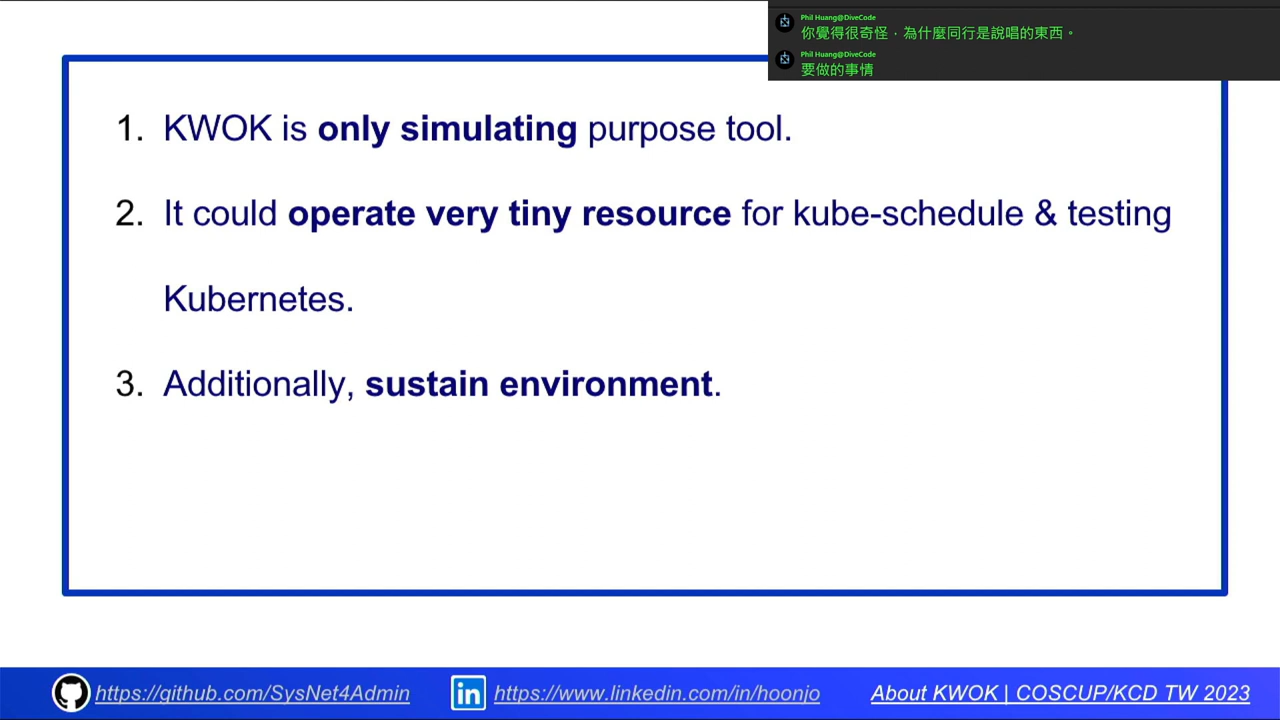 Phil Huang@DiveCode
你覺得很奇怪，為什麼同行是說唱的東西。
Phil Huang@DiveCode
要做的事情
1. KWOK is only simulating purpose tool.
2. It could operate very tiny resource for kube-schedule & testing
Kubernetes.
3. Additionally, sustain environment.
https://github.com/SysNet4Admin
in https://www.linkedin.com/in/hoonjo
About KWOK | COSCUP/KCD TW 2023